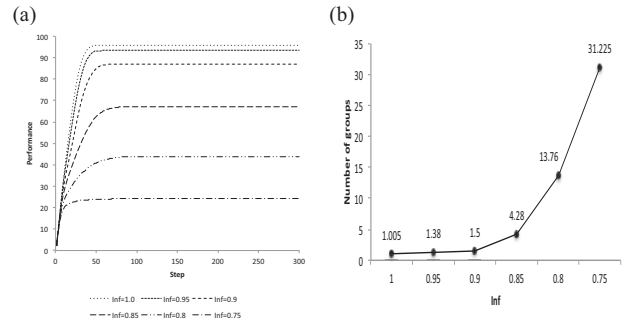 (a)
100
90
80
70
60
50
40
30
20
10
0
Performance
0 50 100 150 200 250 300
Step
Inf=1.0 Inf=0.95 Inf=0.9
Inf=0.85 Inf=0.8 Inf=0.75
(b)
35
30
25
20
15
10
5
0
Number of groups
1.005 1.38 1.5 4.28 13.76 31.225
1 0.95 0.9 0.85 0.8 0.75
Inf